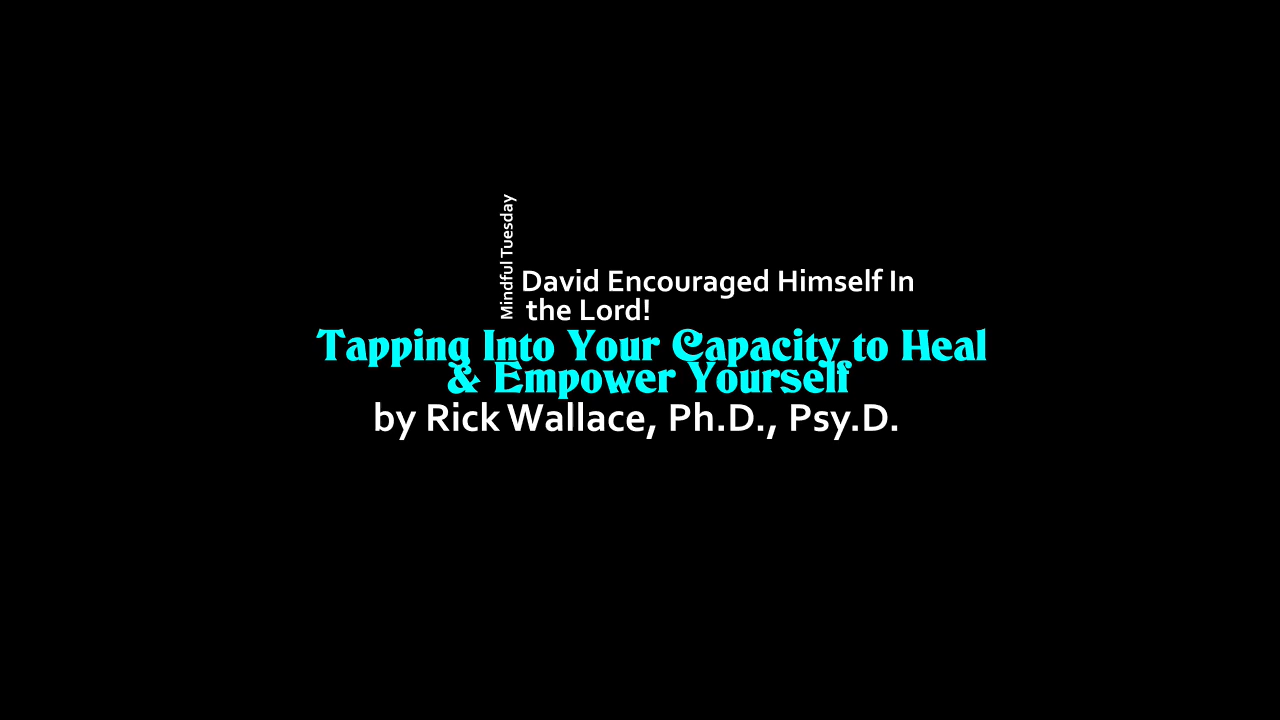 Mindful Tuesday
David Encouraged Himself In
the Lord!
Tapping Into Your Capacity to Heal
& Empower Yourself
by Rick Wallace, Ph.D., Psy.D.